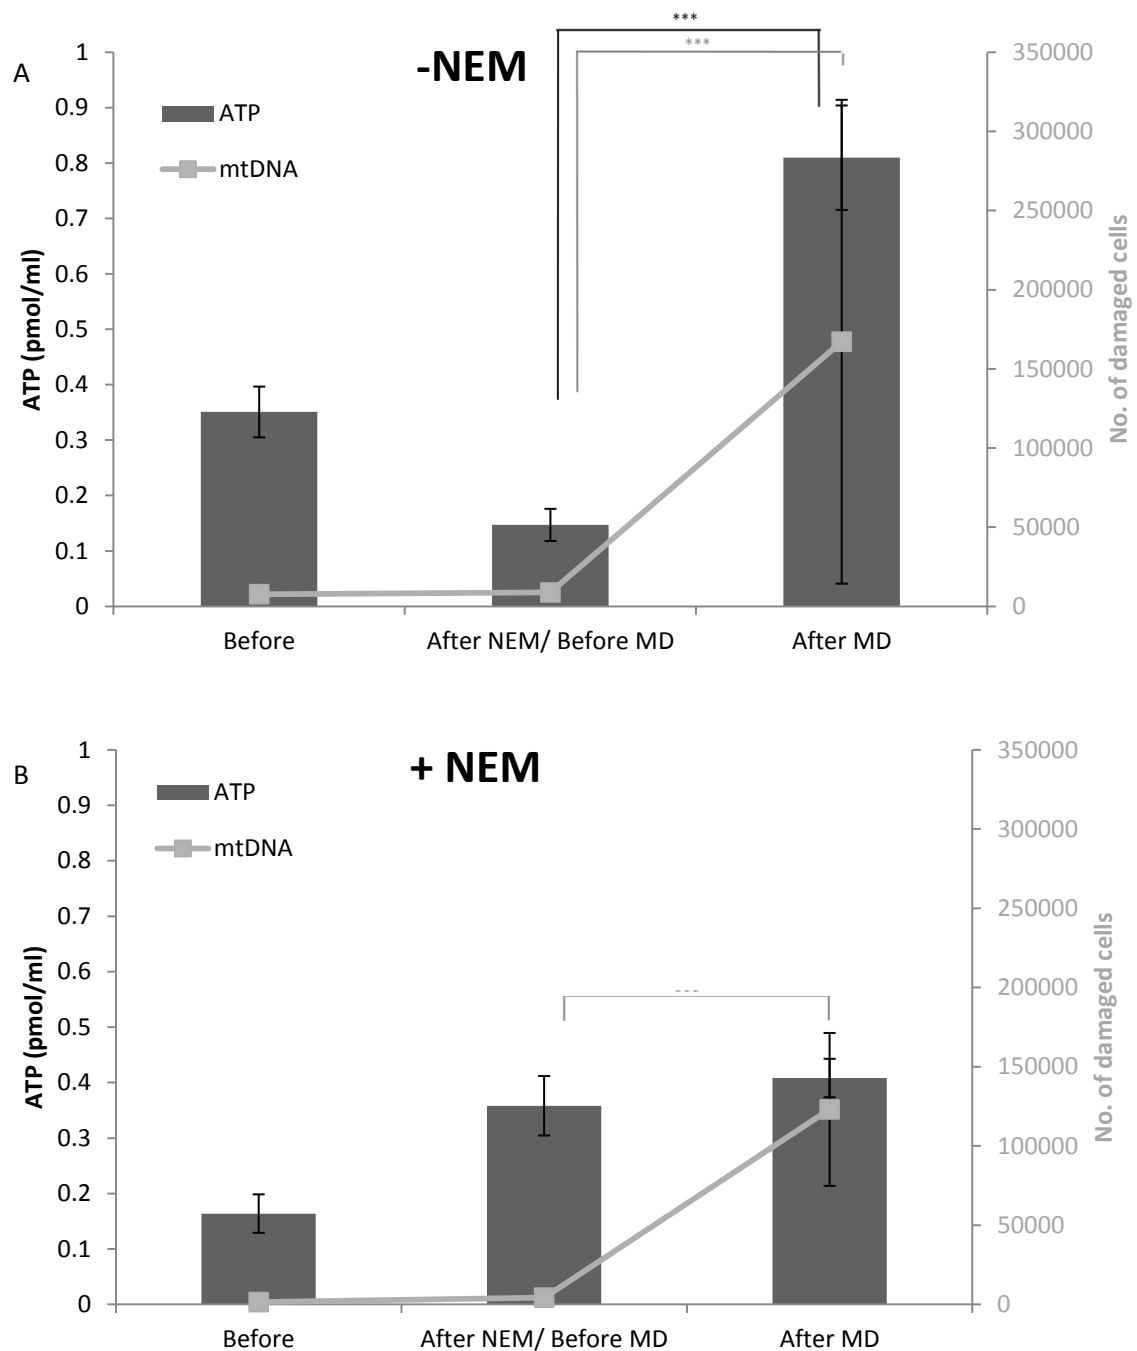 ***
***
A
-NEM
ATP
mtDNA
1
0.9
0.8
0.7
0.6
0.5
0.4
0.3
0.2
0.1
0
ATP (pmol/ml)
350000
300000
250000
200000
150000
100000
50000
0
No. of damaged cells
Before
After NEM/ Before MD
After MD
B
+ NEM
ATP
mtDNA
1
0.9
0.8
0.7
0.6
0.5
0.4
0.3
0.2
0.1
0
ATP (pmol/ml)
***
350000
300000
250000
200000
150000
100000
50000
0
No. of damaged cells
Before
After NEM/ Before MD
After MD